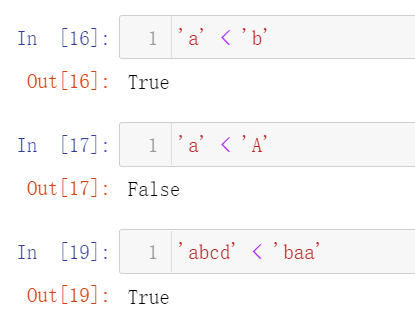 In [16]: 1 'a' < 'b'
Out[16]: True
In [17]: 1 'a' < 'A'
Out[17]: False
In [19]: 1 'abcd' < 'baa'
Out[19]: True